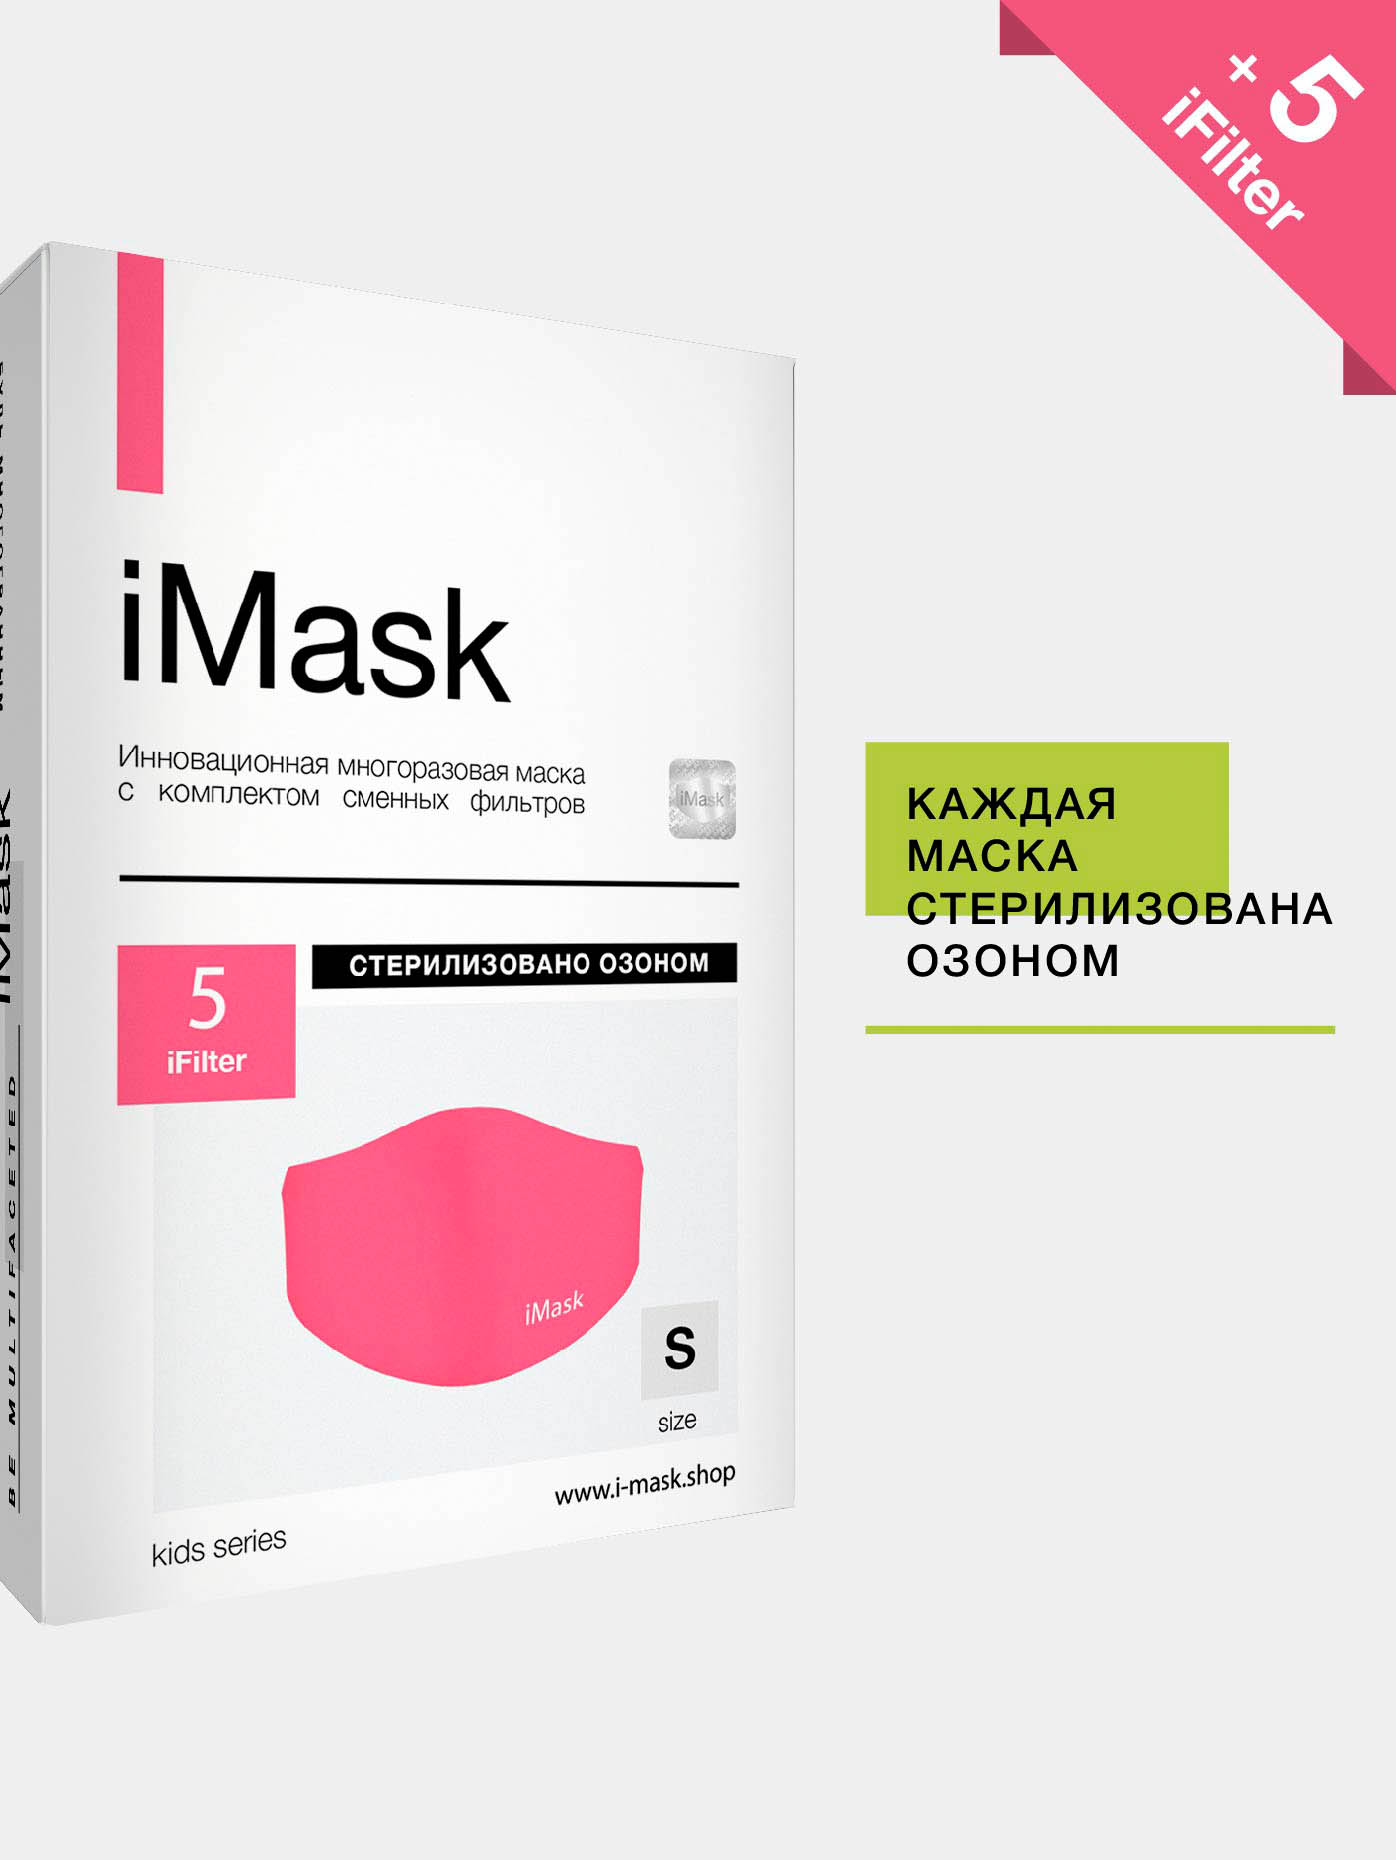 + 5
iFilter
iMask
Инновационная многоразовая маска
с комплектом сменных фильтров
iMask
СТЕРИЛИЗОВАНО ОЗОНОМ
5
iFilter
iMask
S
size
www.i-mask.shop
kids series
iMask
BE MULTIFACETED
КАЖДАЯ
МАСКА
СТЕРИЛИЗОВАНА
ОЗОНОМ